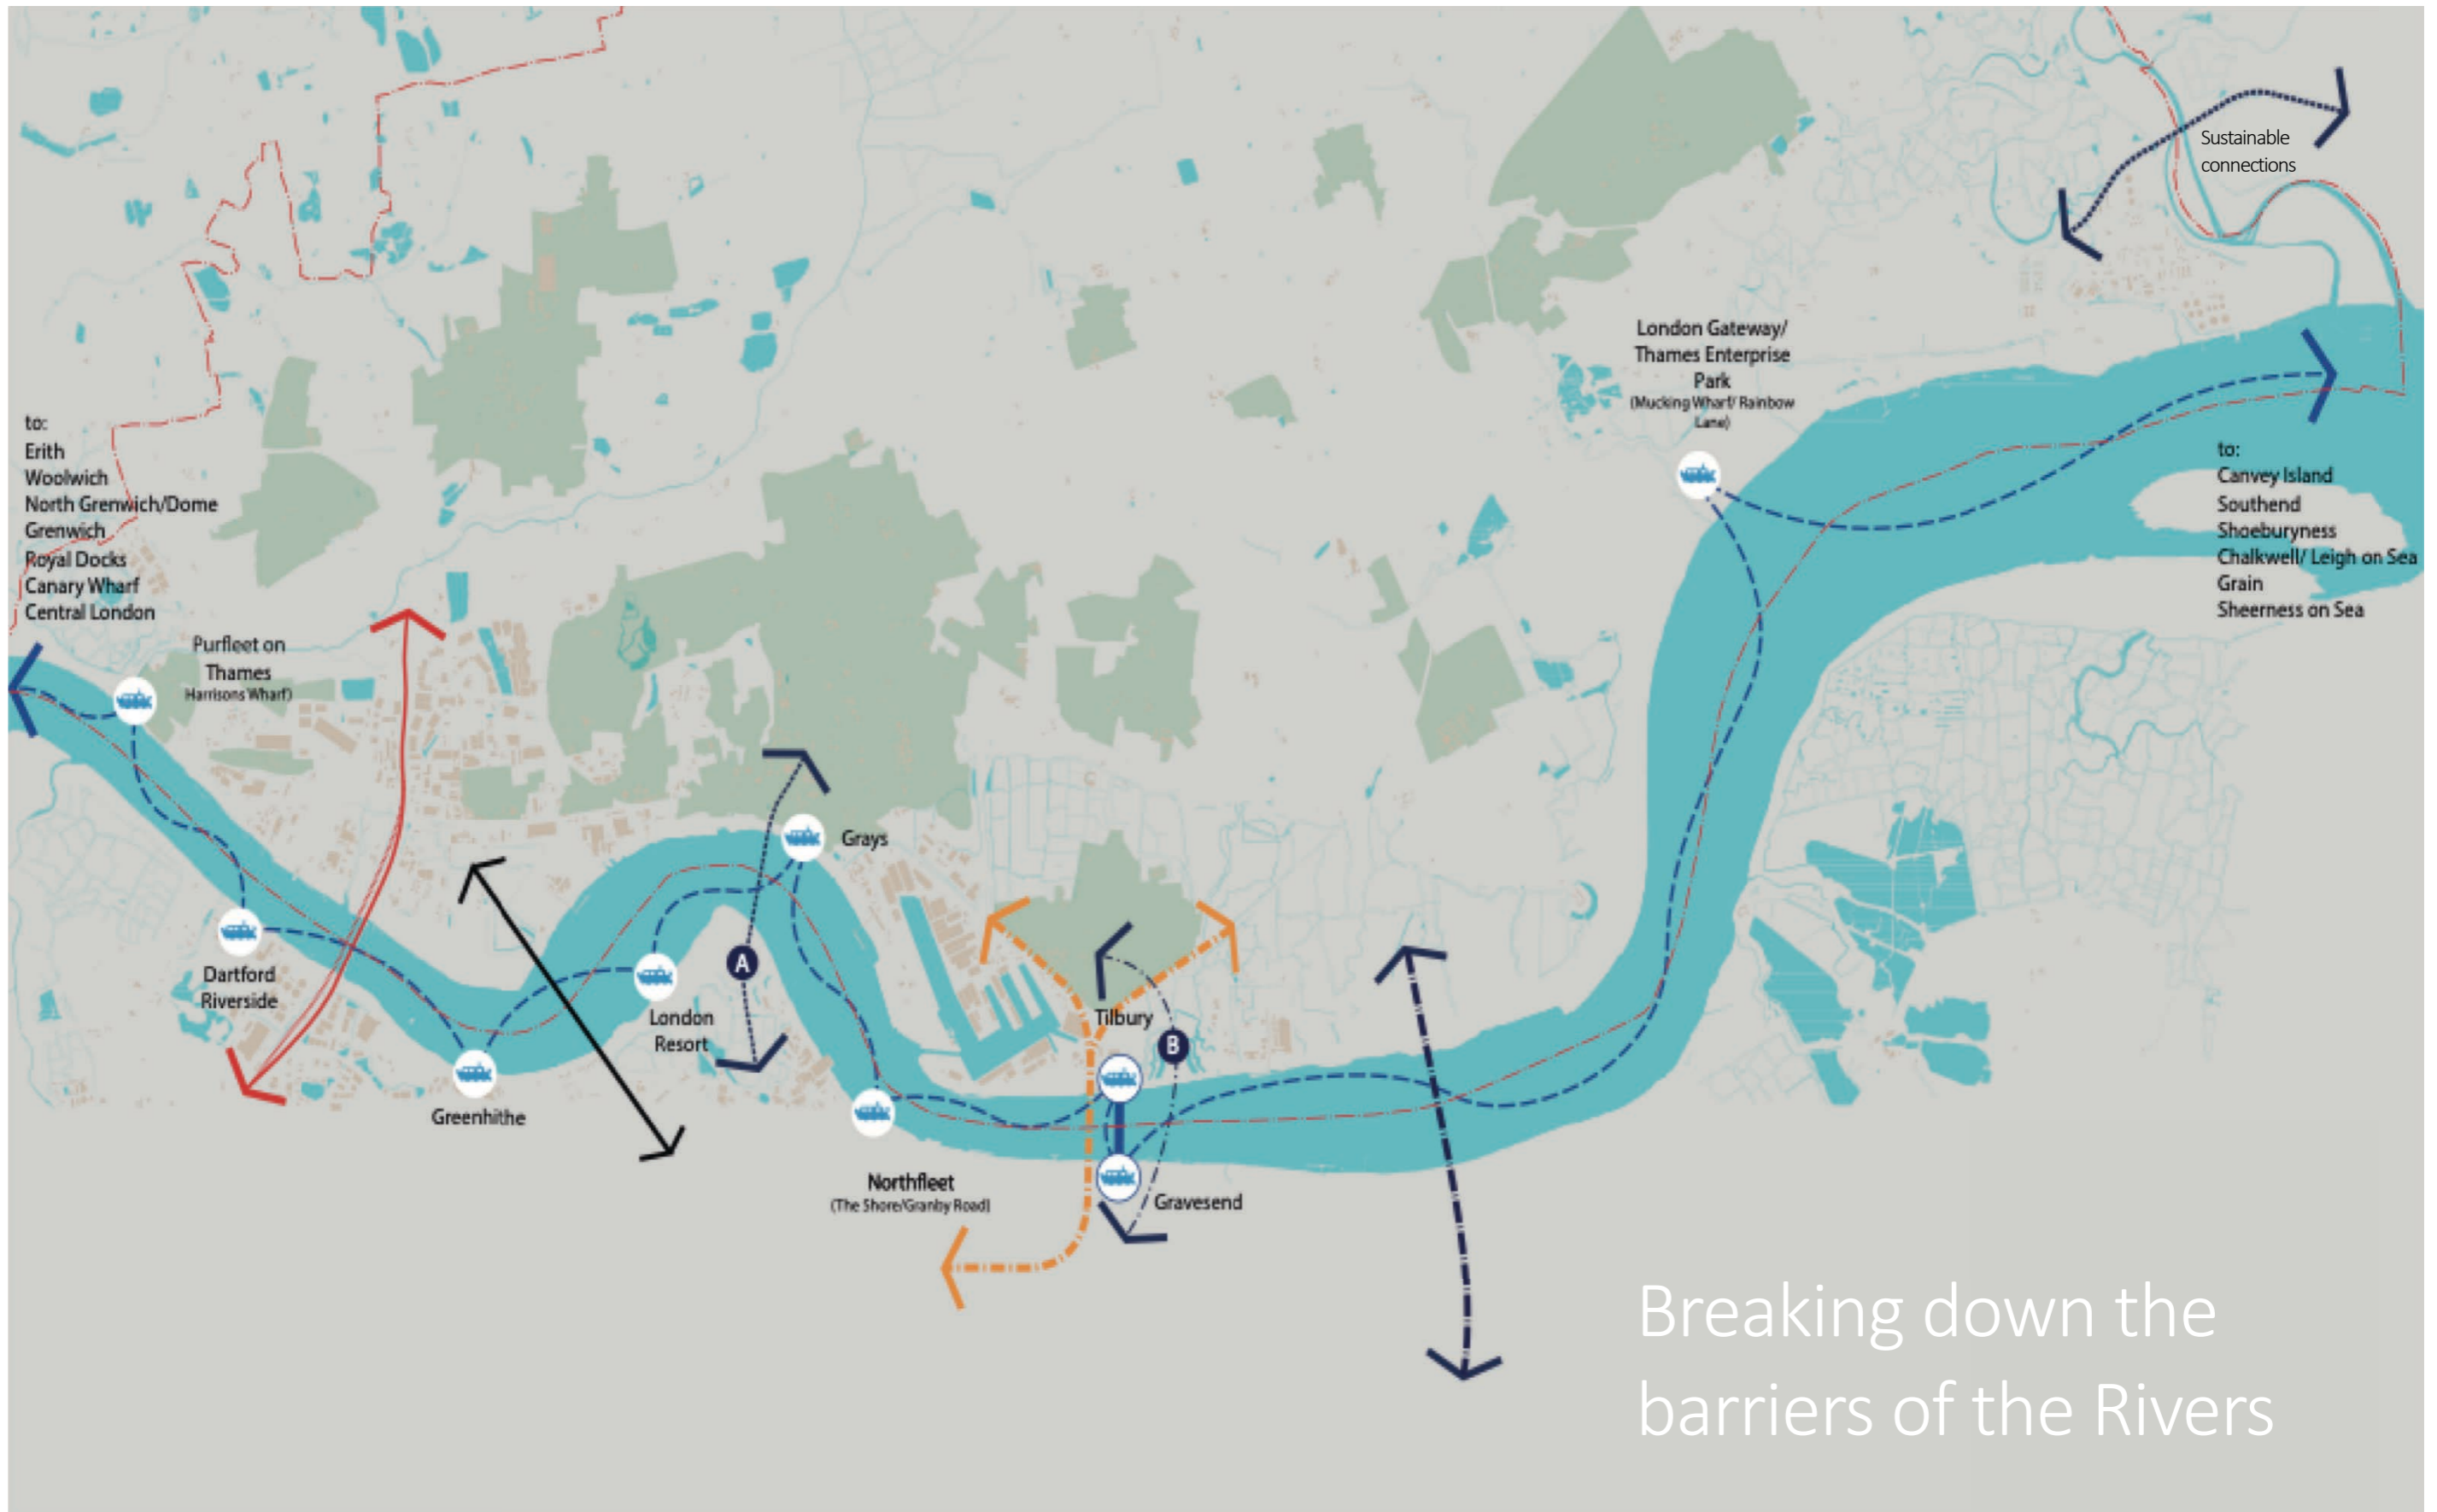 Sustainable
connections
London Gateway/
Thames Enterprise
Park
(Mucking Wharf/ Rainbow
Lane)
to:
Erith
Woolwich
North Grenwich/Dome
Grenwich
Royal Docks
Canary Wharf
Central London
to:
Canvey Island
Southend
Shoeburyness
Chalkwell/ Leigh on Sea
Grain
Sheerness on Sea
Purfleet on
Thames
Harrisons Wharf)
Grays
A
Dartford
Riverside
London
Resort
Tilbury
B
Greenhithe
Northfleet
(The Shore/Granby Road)
Gravesend
Breaking down the
barriers of the Rivers